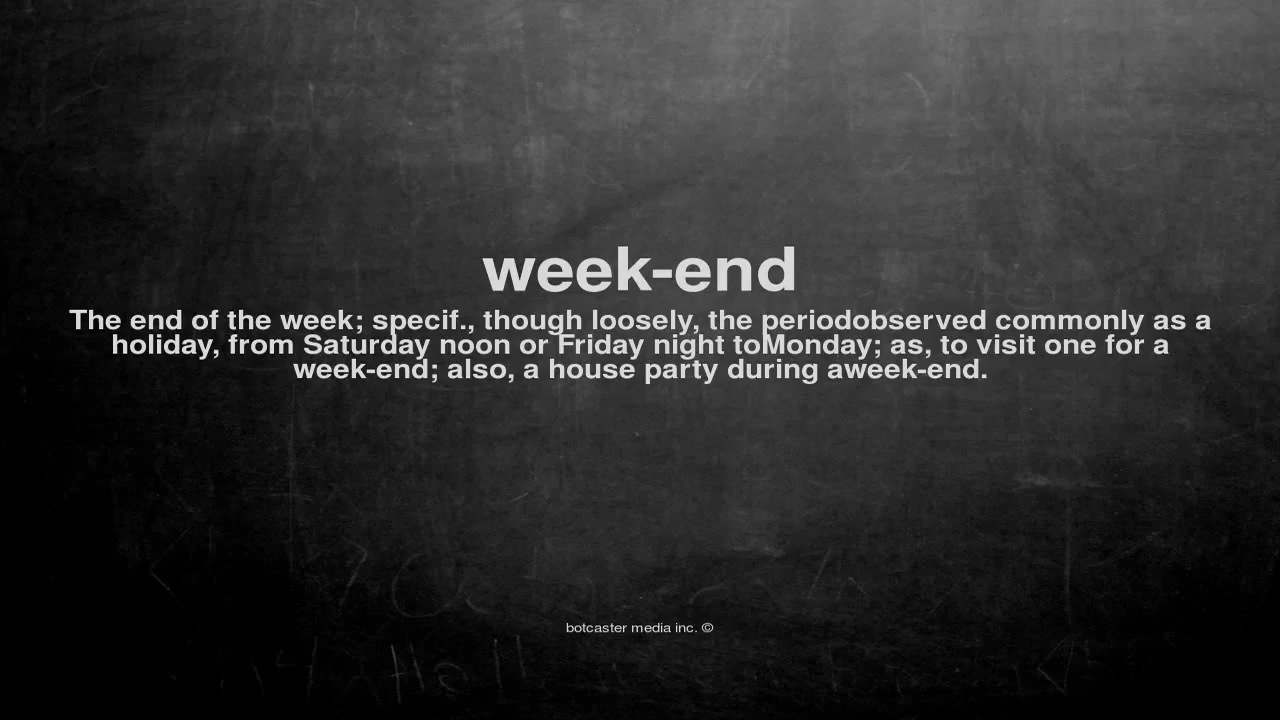 week-end
The end of the week; specif., though loosely, the periodobserved commonly as a
holiday, from Saturday noon or Friday night toMonday; as, to visit one for a
week-end; also, a house party during aweek-end.
botcaster media inc. ©